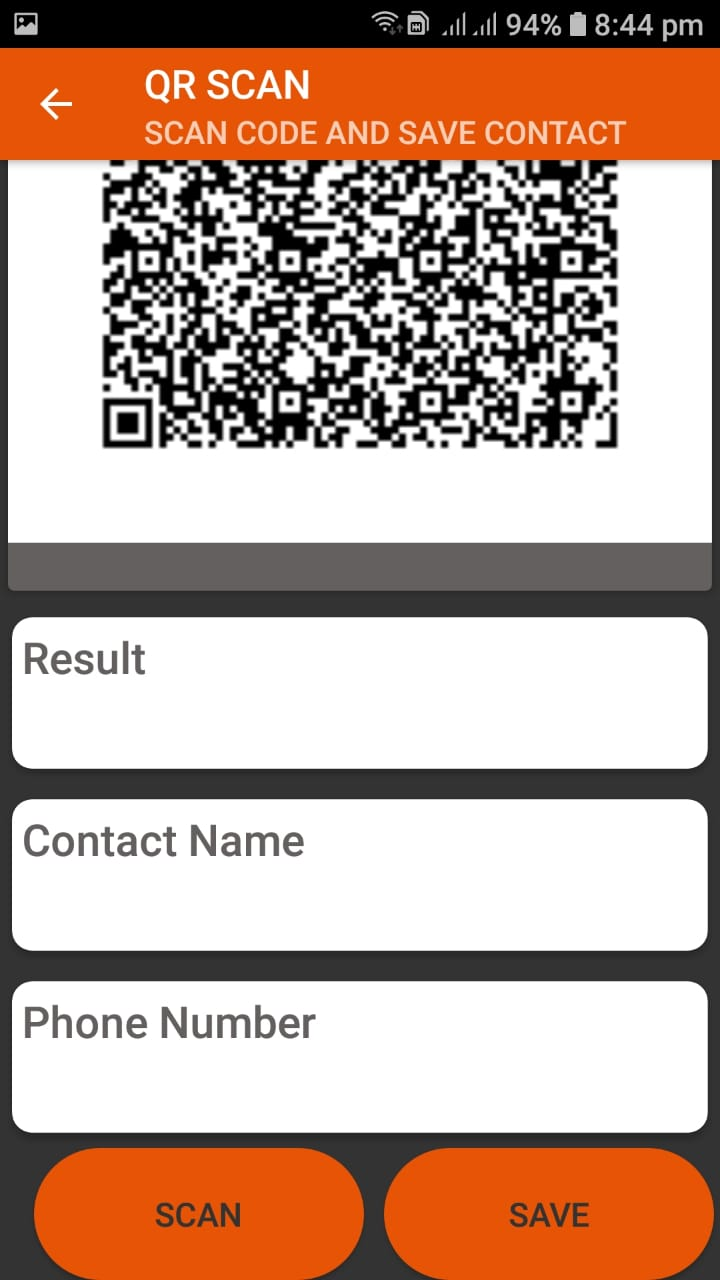 94% 8:44 pm
QR SCAN
SCAN CODE AND SAVE CONTACT
Result
Contact Name
Phone Number
SCAN SAVE